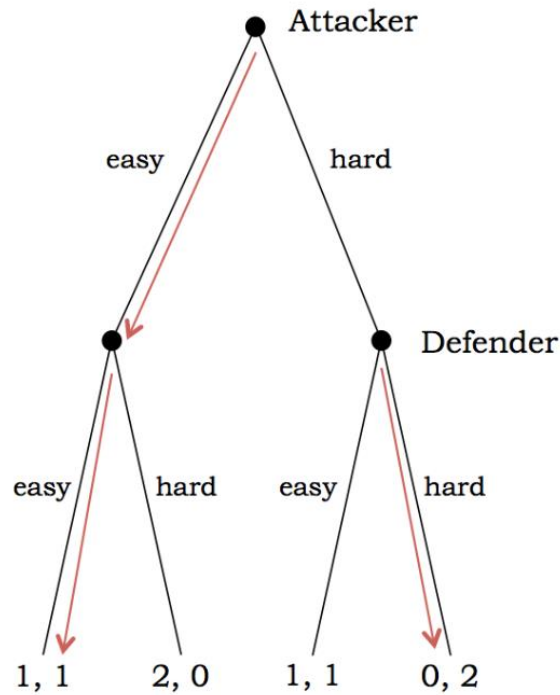 Attacker
easy
hard
Defender
easy
hard
easy
hard
1, 1
2, 0
1, 1
0, 2